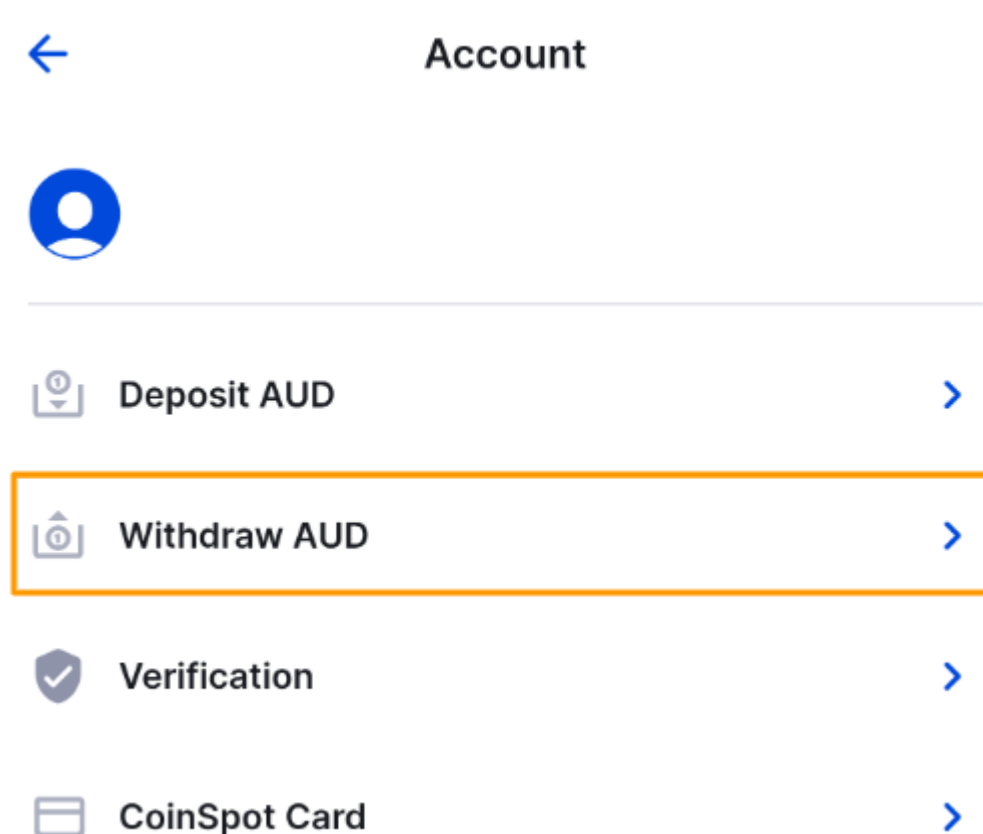 Account
Deposit AUD
Withdraw AUD
Verification
CoinSpot Card